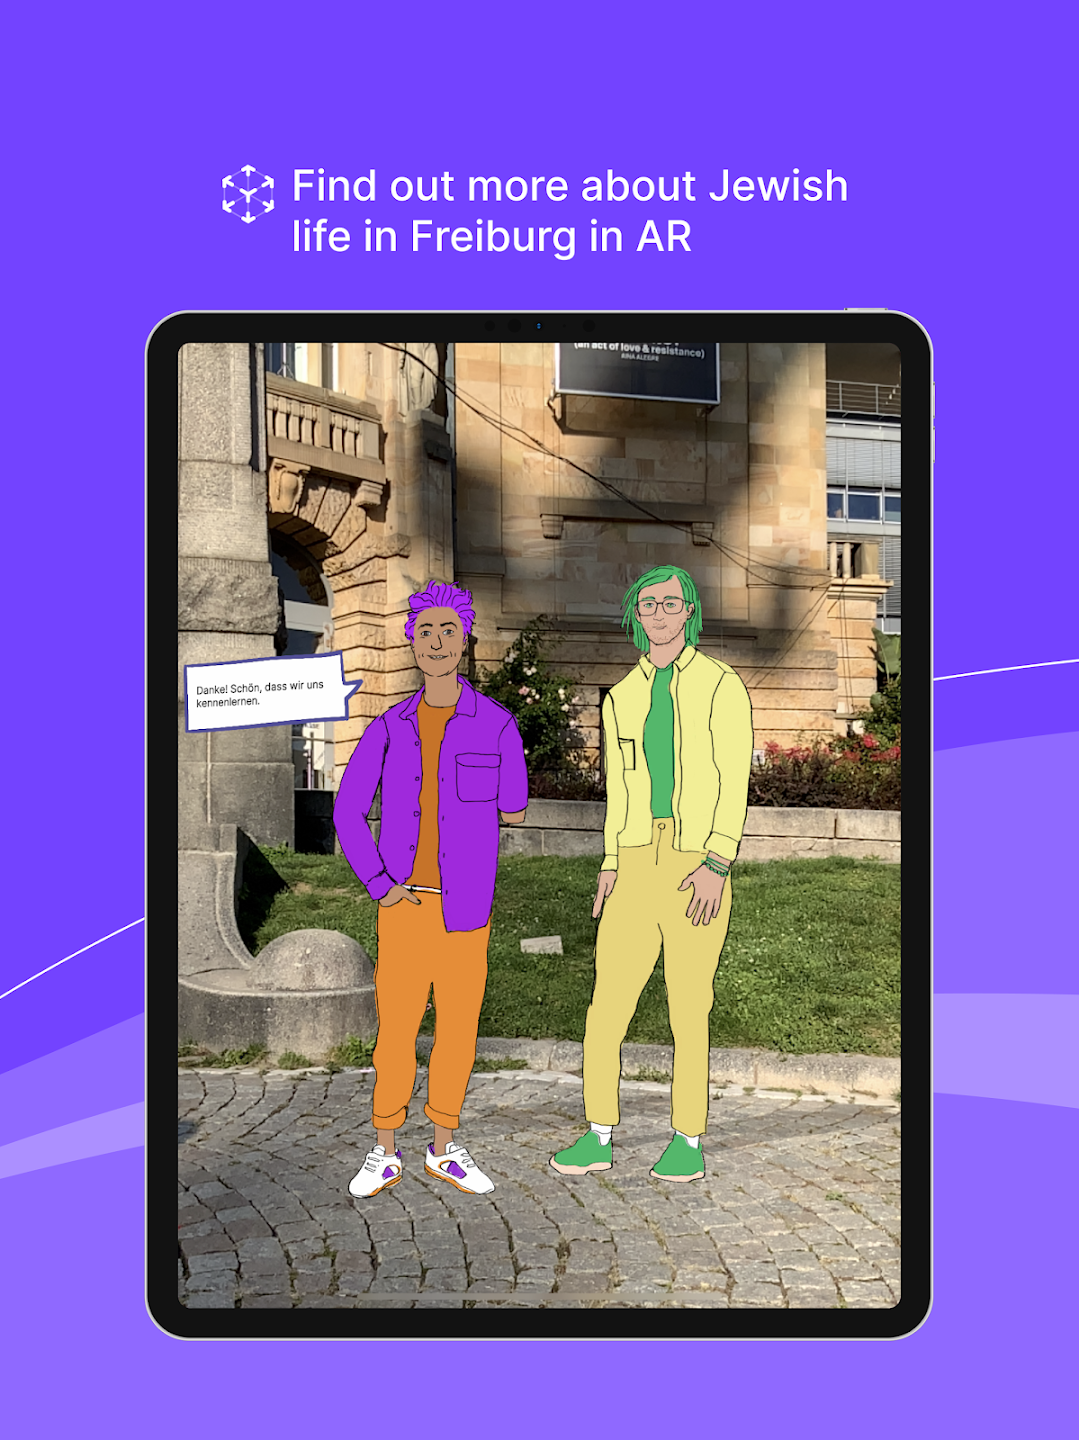 Find out more about Jewish
life in Freiburg in AR
(an act of love & resistance)
Danke! Schön, dass wir uns
kennenlernen.